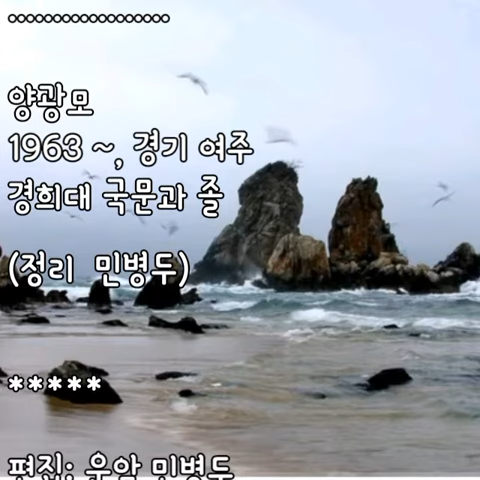 양광모
1963 ~, 경기 여주
경희대 국문과 졸
(정리 민병두)
*****
편집: 운암 민병두